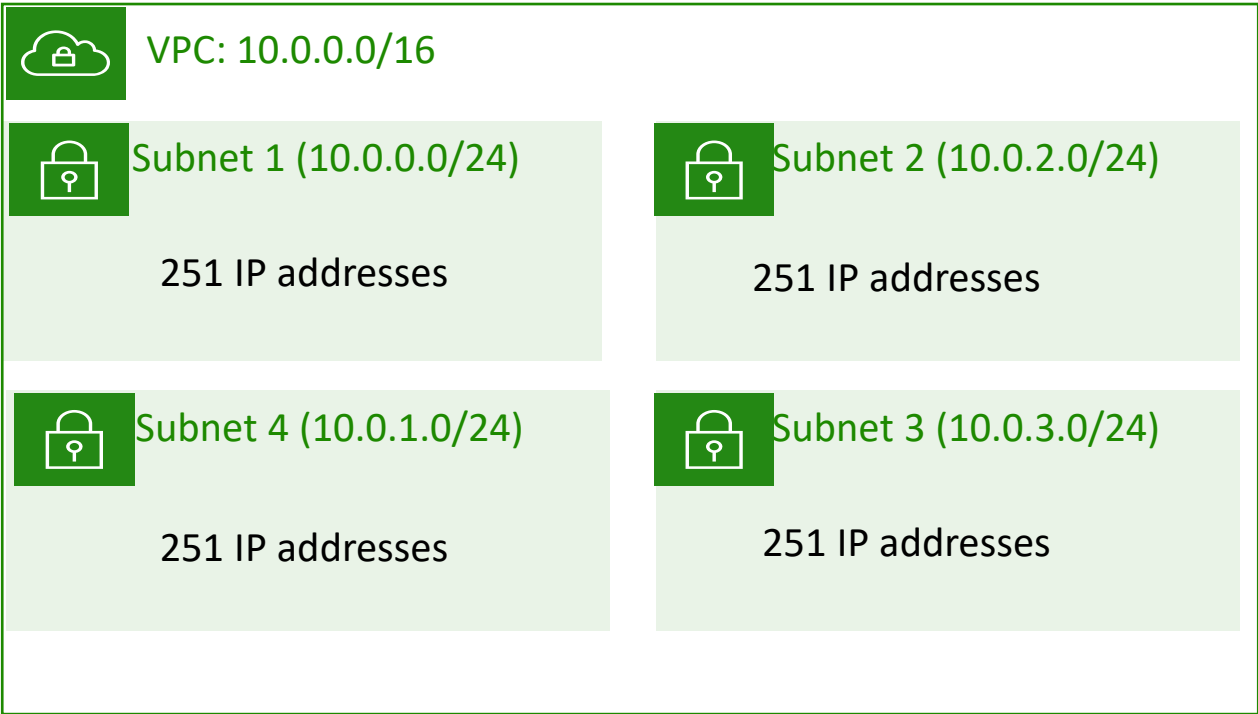 VPC: 10.0.0.0/16
Subnet 1 (10.0.0.0/24)
251 IP addresses
Subnet 2 (10.0.2.0/24)
251 IP addresses
Subnet 4 (10.0.1.0/24)
251 IP addresses
Subnet 3 (10.0.3.0/24)
251 IP addresses